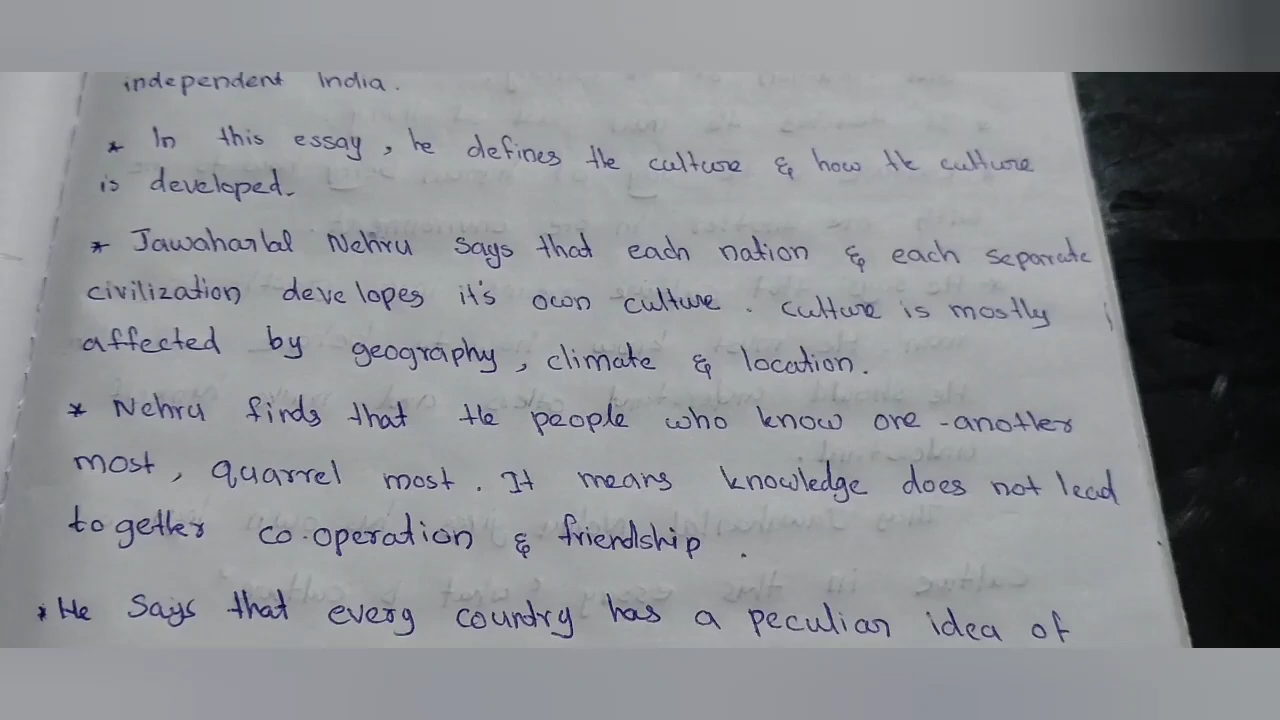 independent India.
* In this essay, he defines the culture & how the culture
is developed.
* Jawaharlal Nehru says that each nation & each separate
civilization developes it's own culture. culture is mostly
affected by geography, climate & location.
* Nehru finds that the people who know one-another
most, quarrel most. It means knowledge does not lead
together co.operation & friendship.
* He says that every country has a peculiar idea of